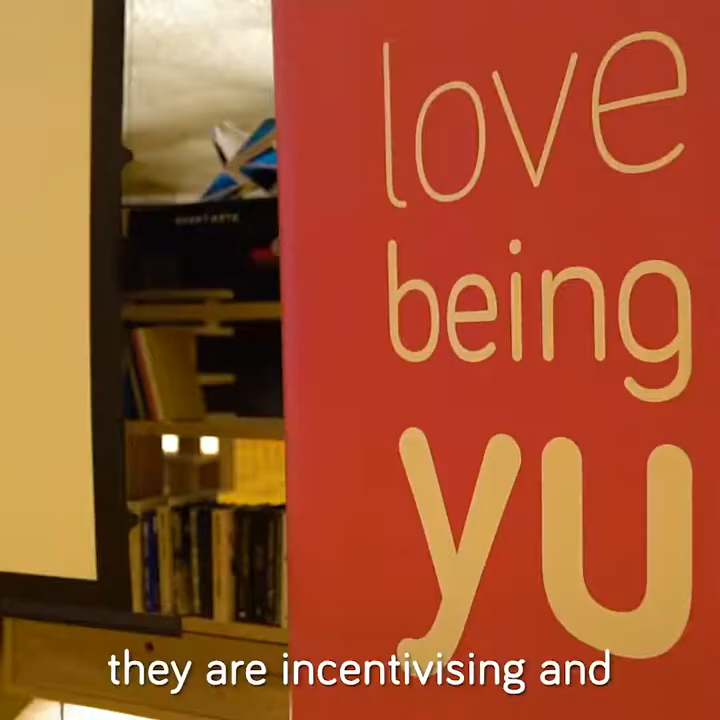 love
being
yu
they are incentivising and